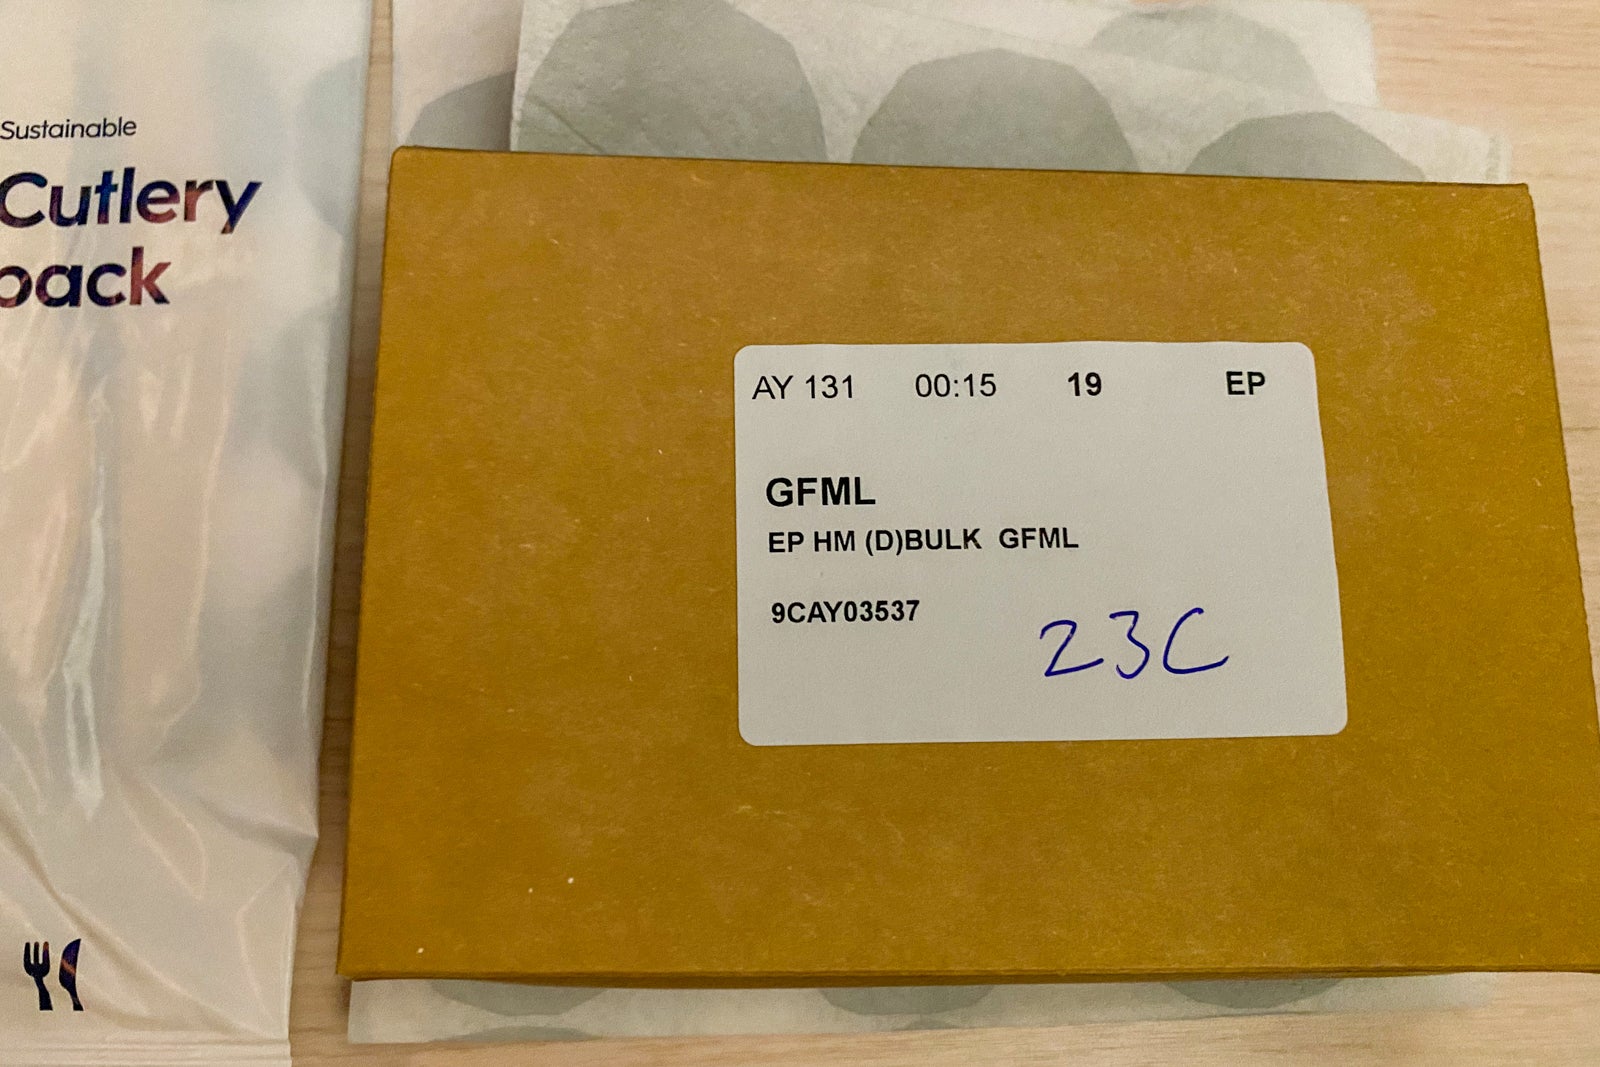 Sustainable
Cutlery
pack
AY 131 00:15 19 EP
GFML
EP HM (D)BULK GFML
9CAY03537
23C